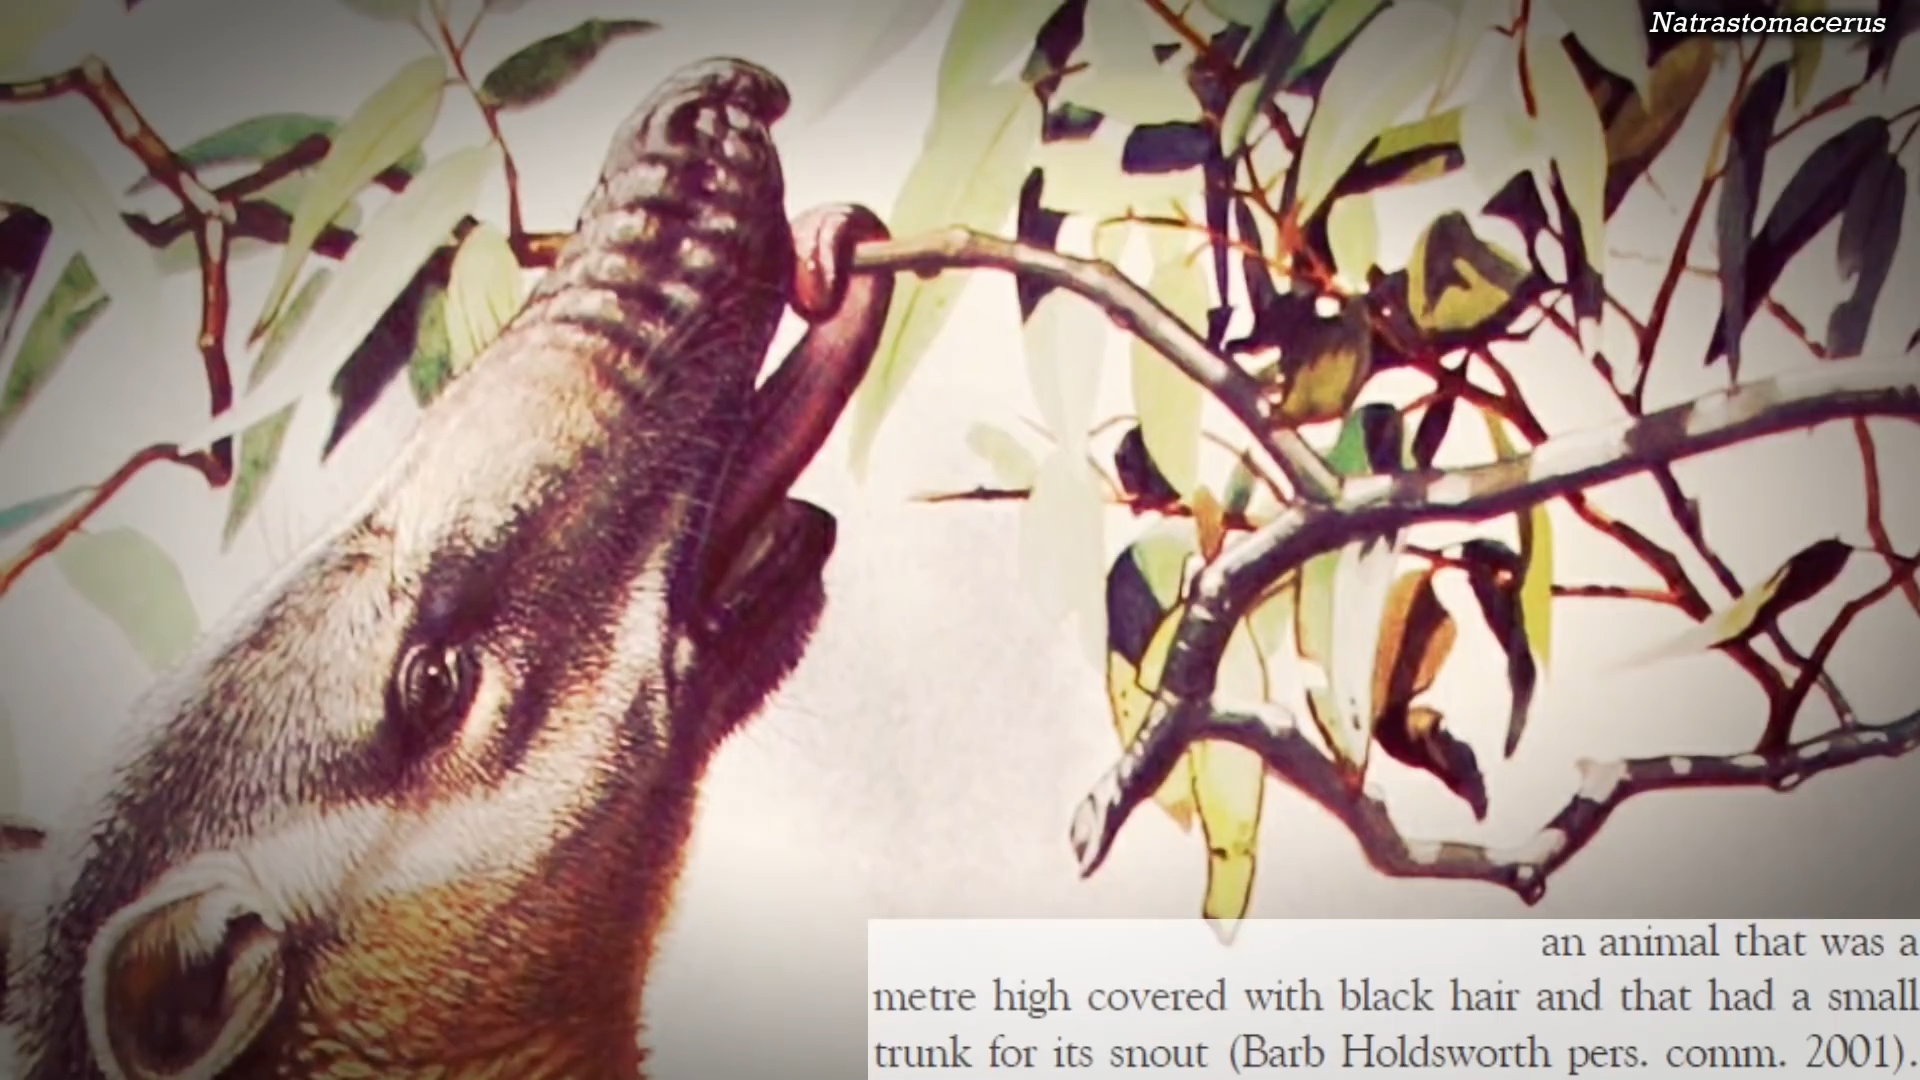 Natrastomacerus
an animal that was a
metre high covered with black hair and that had a small
trunk for its snout (Barb Holdsworth pers. comm. 2001).